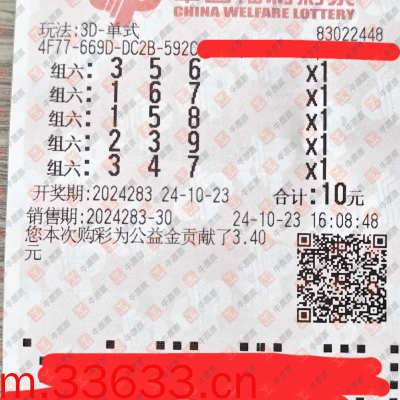 CHINA WELFARE LOTTERY
玩法:3D-单式 83022448
4F77-669D-DC2B-592C
组六: 3 5 6 X1
组六: 1 6 7 X1
组六: 1 5 8 X1
组六: 2 3 9 X1
组六: 3 4 7 X1
开奖期:2024283 24-10-23 合计:10元
销售期:2024283-30 24-10-23 16:08:48
您本次购彩为公益金贡献了3.40
元
m.33633.cn